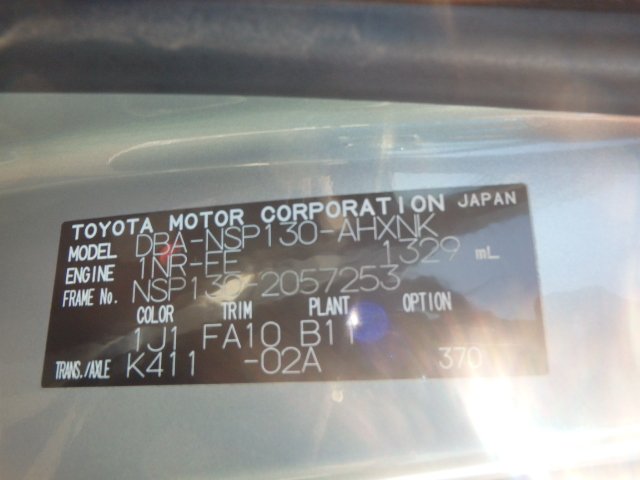 TOYOTA MOTOR CORPORATION JAPAN
MODEL DBA-NSP130-AHXNK
ENGINE 1NR-FE 1329 mL
FRAME No. NSP130-2057253
COLOR TRIM PLANT OPTION
1J1 FA10 B11
TRANS./AXLE K411 -02A 370